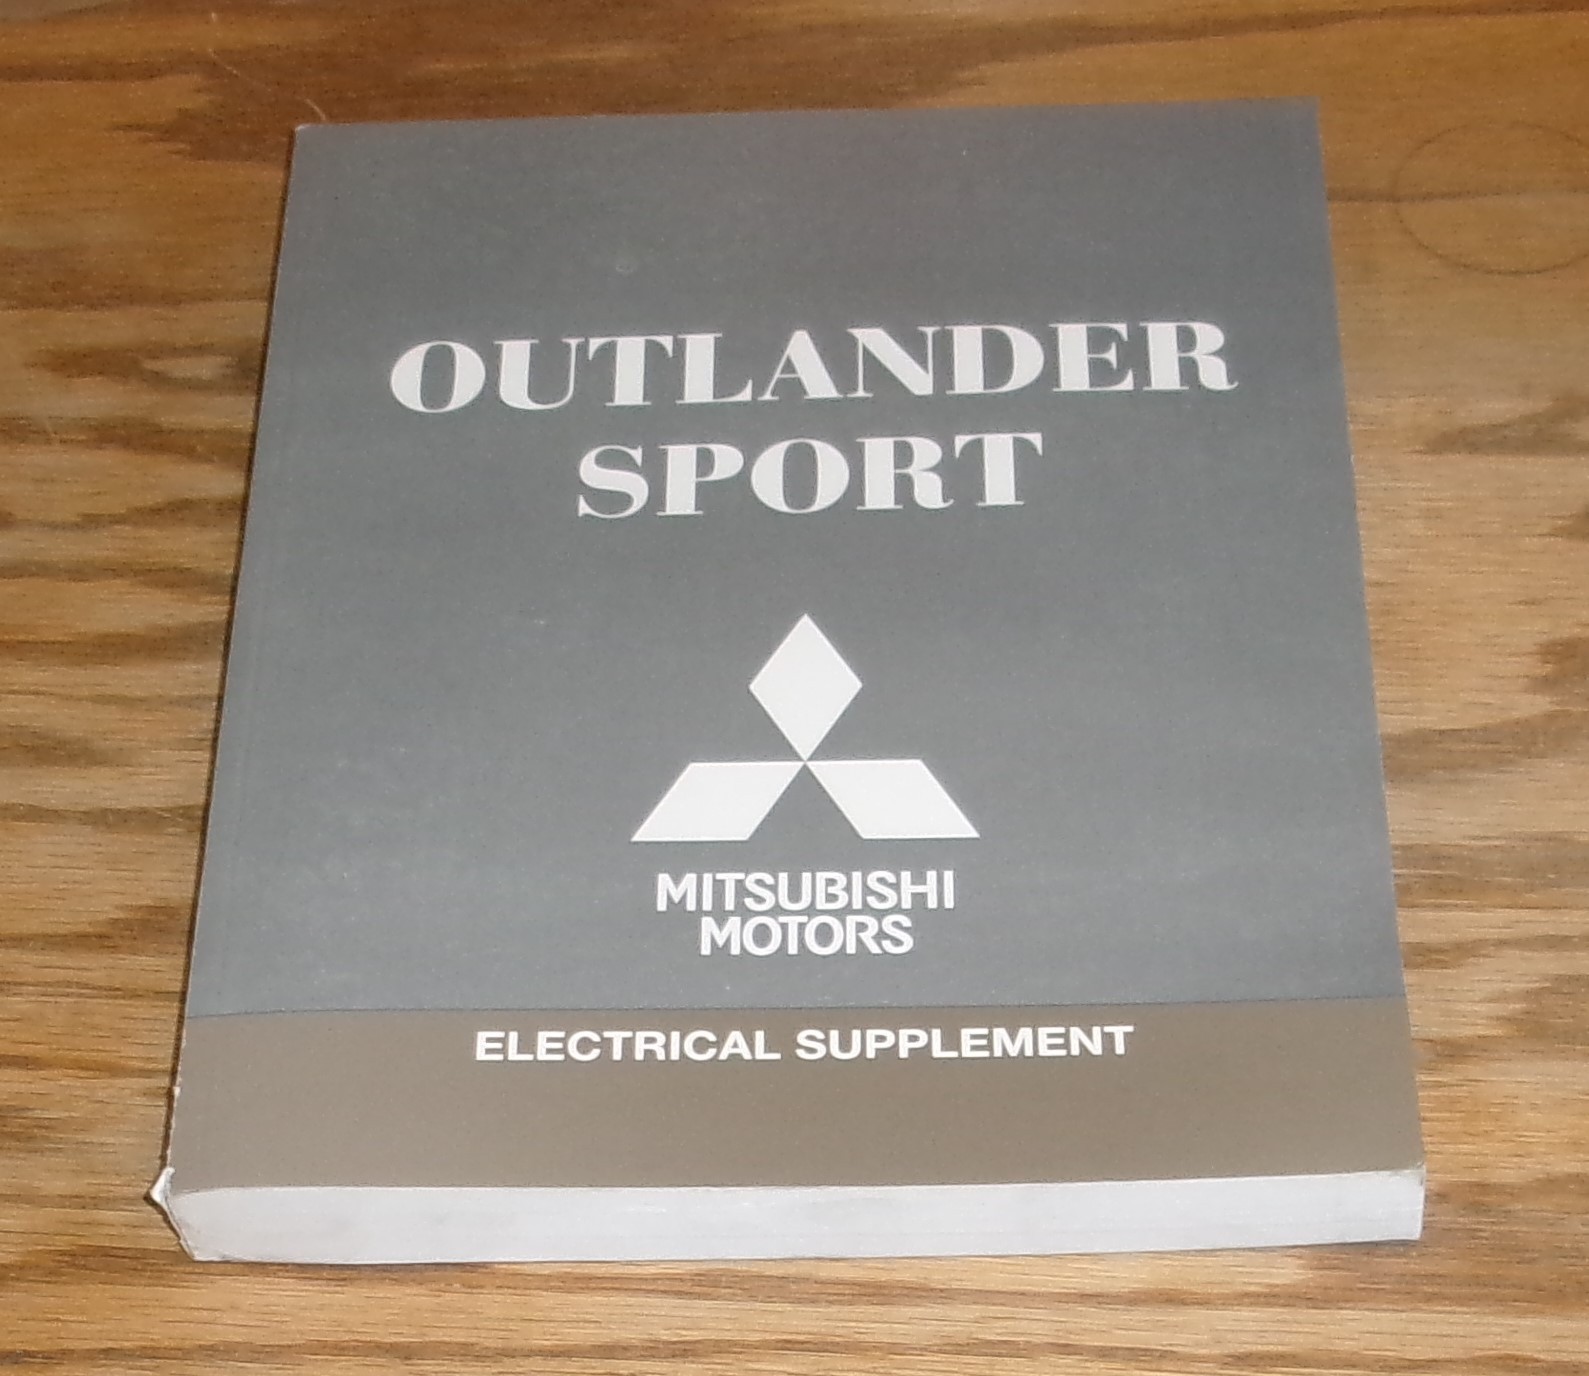 OUTLANDER
SPORT
MITSUBISHI
MOTORS
ELECTRICAL SUPPLEMENT